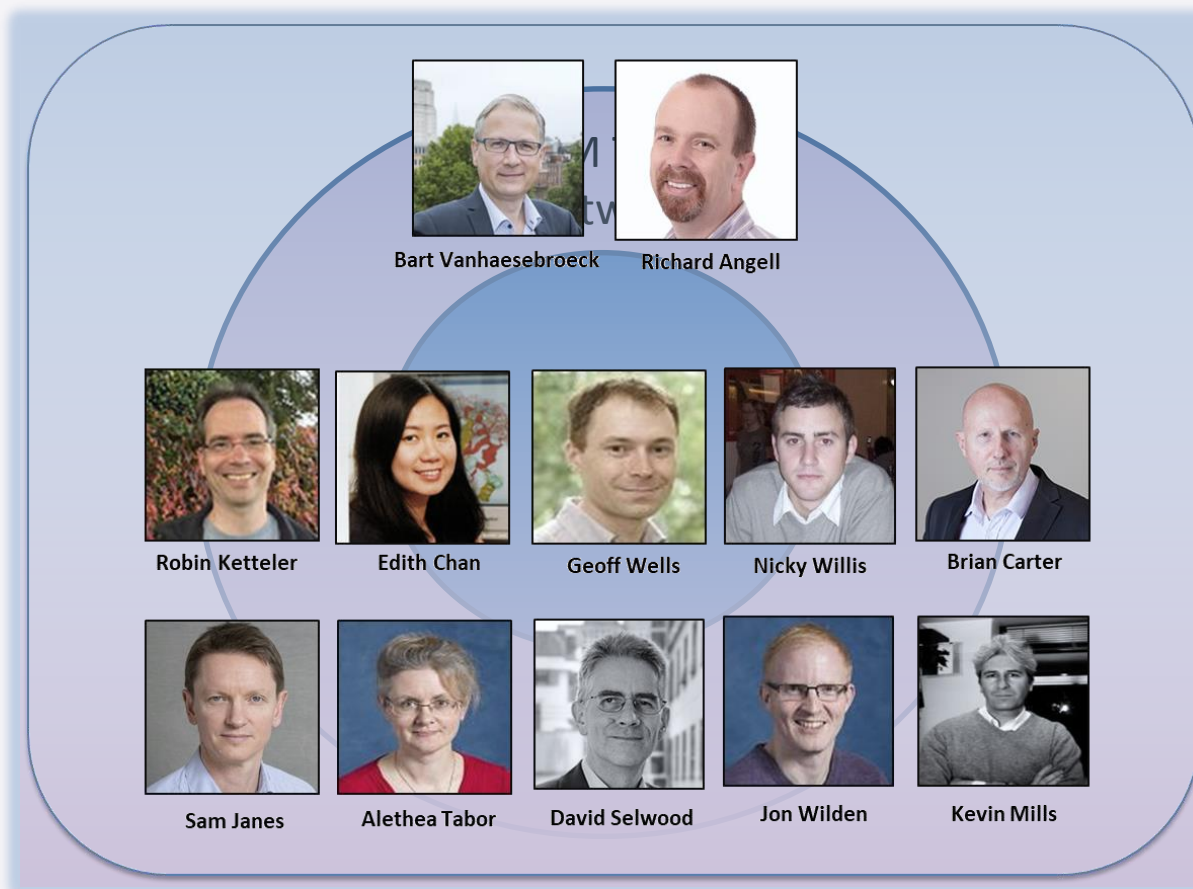 M
tw
Bart Vanhaesebroeck
Richard Angell
Robin Ketteler
Edith Chan
Geoff Wells
Nicky Willis
Brian Carter
Sam Janes
Alethea Tabor
David Selwood
Jon Wilden
Kevin Mills